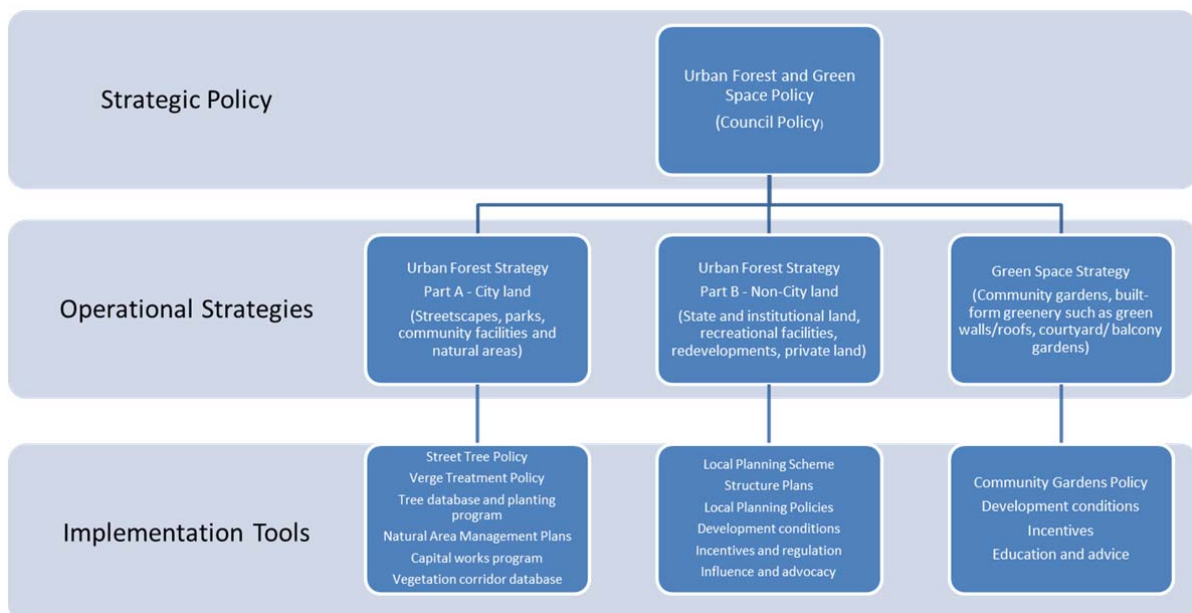 Strategic Policy
Urban Forest and Green
Space Policy
(Council Policy)
Operational Strategies
Urban Forest Strategy
Part A - City land
(Streetscapes, parks,
community facilities and
natural areas)
Urban Forest Strategy
Part B - Non-City land
(State and institutional land,
recreational facilities,
redevelopments, private land)
Green Space Strategy
(Community gardens, built-
form greenery such as green
walls/roofs, courtyard/ balcony
gardens)
Implementation Tools
Street Tree Policy
Verge Treatment Policy
Tree database and planting
program
Natural Area Management Plans
Capital works program
Vegetation corridor database
Local Planning Scheme
Structure Plans
Local Planning Policies
Development conditions
Incentives and regulation
Influence and advocacy
Community Gardens Policy
Development conditions
Incentives
Education and advice